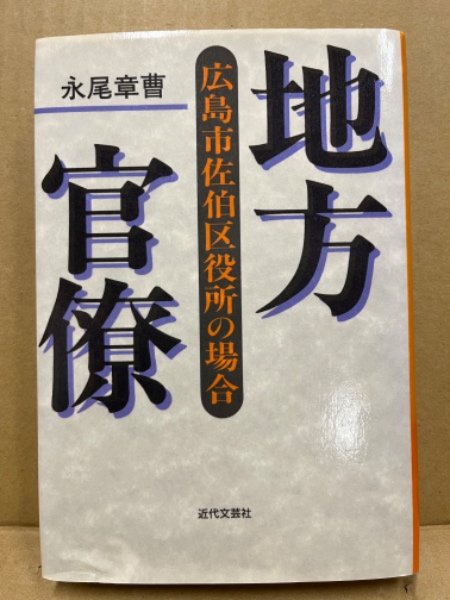 地方
官僚
広島市佐伯区役所の場合
永尾章曹
近代文芸社